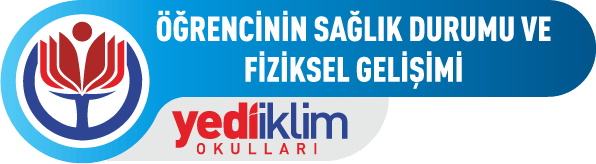 ÖĞRENCİNİN SAĞLIK DURUMU VE
FİZİKSEL GELİŞİMİ
yediiklim
OKULLARI